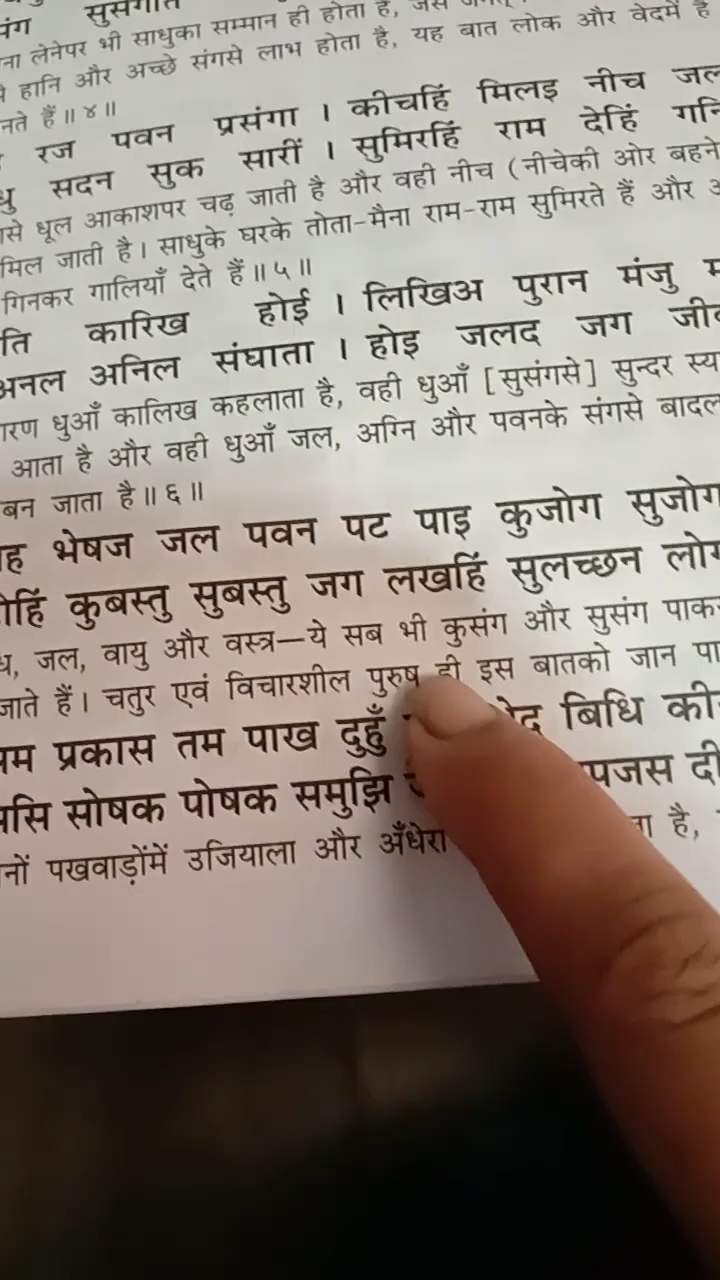 सुसंगति
ना लेनेपर भी साधुका सम्मान ही होता है,
हानि और अच्छे संगसे लाभ होता है, यह बात लोक और वेदमें है
नते हैं॥४॥
रज पवन प्रसंगा । कीचहिं मिलइ नीच जल
सदन सुक सारीं । सुमिरहिं राम देहिं गनि
से धूल आकाशपर चढ़ जाती है और वही नीच (नीचेकी ओर बहने
मिल जाती है। साधुके घरके तोता-मैना राम-राम सुमिरते हैं और
गिनकर गालियाँ देते हैं॥५॥
ति कारिख होई । लिखिअ पुरान मंजु म
अनल अनिल संघाता । होइ जलद जग जीव
रण धुआँ कालिख कहलाता है, वही धुआँ [सुसंगसे] सुन्दर स्या
आता है और वही धुआँ जल, अग्नि और पवनके संगसे बादल
बन जाता है॥६॥
ह भेषज जल पवन पट पाइ कुजोग सुजोग
होहिं कुबस्तु सुबस्तु जग लखहिं सुलच्छन लोग
जल, वायु और वस्त्र—ये सब भी कुसंग और सुसंग पाकर
जाते हैं। चतुर एवं विचारशील पुरुष ही इस बातको जान पा
सम प्रकास तम पाख दुहुँ भेद बिधि की
ससि सोषक पोषक समुझि पजस दी
नों पखवाड़ोंमें उजियाला और अँधेरा ता है,